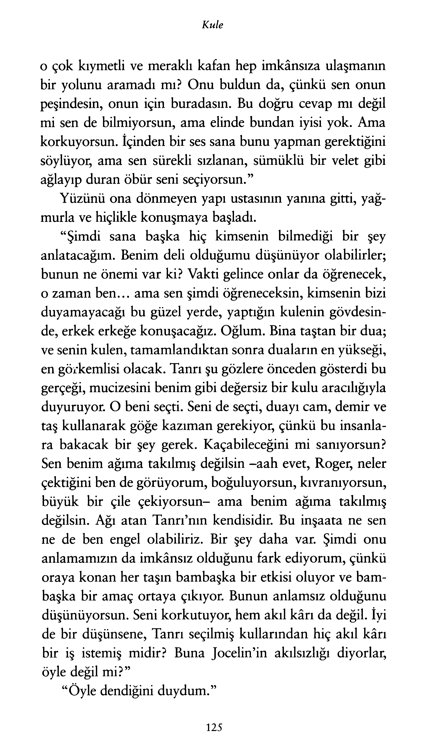 Kule
o çok kıymetli ve meraklı kafan hep imkânsıza ulaşmanın
bir yolunu aramadı mı? Onu buldun da, çünkü sen onun
peşindesin, onun için buradasın. Bu doğru cevap mı değil
mi sen de bilmiyorsun, ama elinde bundan iyisi yok. Ama
korkuyorsun. İçinden bir ses sana bunu yapman gerektiğini
söylüyor, ama sen sürekli sızlanan, sümüklü bir velet gibi
ağlayıp duran öbür seni seçiyorsun.”
Yüzünü ona dönmeyen yapı ustasının yanına gitti, yağ-
murla ve hiçlikle konuşmaya başladı.
“Şimdi sana başka hiç kimsenin bilmediği bir şey
anlatacağım. Benim deli olduğumu düşünüyor olabilirler;
bunun ne önemi var ki? Vakti gelince onlar da öğrenecek,
o zaman ben... ama sen şimdi öğreneceksin, kimsenin bizi
duyamayacağı bu güzel yerde, yaptığın kulenin gövdesin-
de, erkek erkeğe konuşacağız. Oğlum. Bina taştan bir dua;
ve senin kulen, tamamlandıktan sonra duaların en yükseği,
en görkemlisi olacak. Tanrı şu gözlere önceden gösterdi bu
gerçeği, mucizesini benim gibi değersiz bir kulu aracılığıyla
duyuruyor. O beni seçti. Seni de seçti, duayı cam, demir ve
taş kullanarak göğe kazıman gerekiyor, çünkü bu insanla-
ra bakacak bir şey gerek. Kaçabileceğini mi sanıyorsun?
Sen benim ağıma takılmış değilsin –aah evet, Roger, neler
çektiğini ben de görüyorum, boğuluyorsun, kıvranıyorsun,
büyük bir çile çekiyorsun– ama benim ağıma takılmış
değilsin. Ağı atan Tanrı’nın kendisidir. Bu inşaata ne sen
ne de ben engel olabiliriz. Bir şey daha var. Şimdi onu
anlamamızın da imkânsız olduğunu fark ediyorum, çünkü
oraya konan her taşın bambaşka bir etkisi oluyor ve bam-
başka bir amaç ortaya çıkıyor. Bunun anlamsız olduğunu
düşünüyorsun. Seni korkutuyor, hem akıl kârı da değil. İyi
de bir düşünsene, Tanrı seçilmiş kullarından hiç akıl kârı
bir iş istemiş midir? Buna Jocelin’in akılsızlığı diyorlar,
öyle değil mi?”
“Öyle dendiğini duydum.”
125